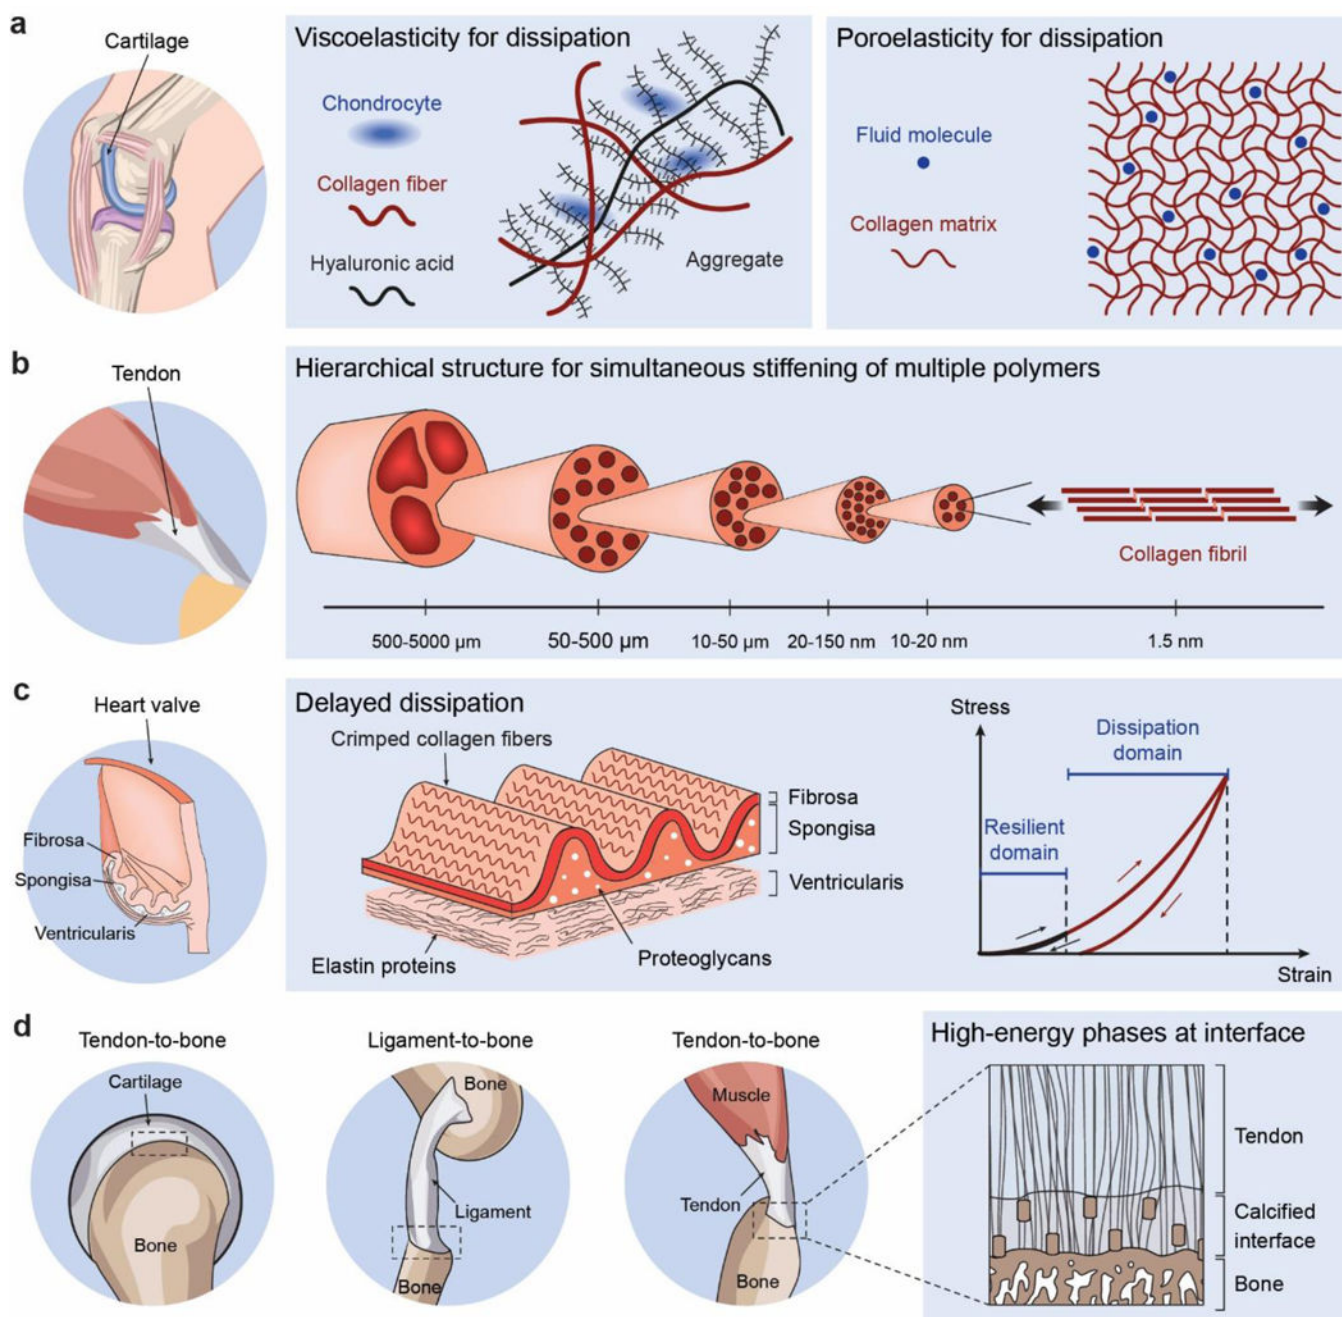 a
Cartilage
Viscoelasticity for dissipation
Chondrocyte
Collagen fiber
Hyaluronic acid
Aggregate
Poroelasticity for dissipation
Fluid molecule
Collagen matrix
b
Tendon
Hierarchical structure for simultaneous stiffening of multiple polymers
Collagen fibril
500-5000 µm
50-500 µm
10-50 µm
20-150 nm
10-20 nm
1.5 nm
c
Heart valve
Fibrosa
Spongisa
Ventricularis
Delayed dissipation
Crimped collagen fibers
Fibrosa
Spongisa
Ventricularis
Elastin proteins
Proteoglycans
Stress
Dissipation
domain
Resilient
domain
Strain
d
Tendon-to-bone
Cartilage
Bone
Ligament-to-bone
Bone
Ligament
Bone
Tendon-to-bone
Muscle
Tendon
Bone
High-energy phases at interface
Tendon
Calcified
interface
Bone